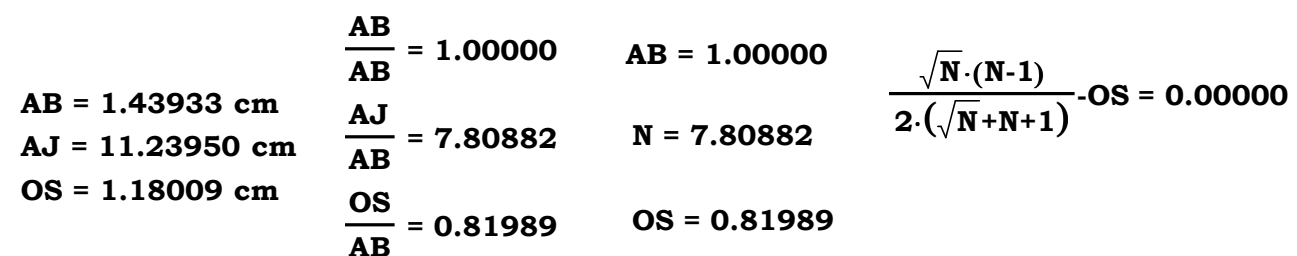 AB = 1.43933 cm
AJ = 11.23950 cm
OS = 1.18009 cm
AB/AB = 1.00000
AJ/AB = 7.80882
OS/AB = 0.81989
AB = 1.00000
N = 7.80882
OS = 0.81989
√N·(N-1)/2·(√N+N+1)-OS = 0.00000